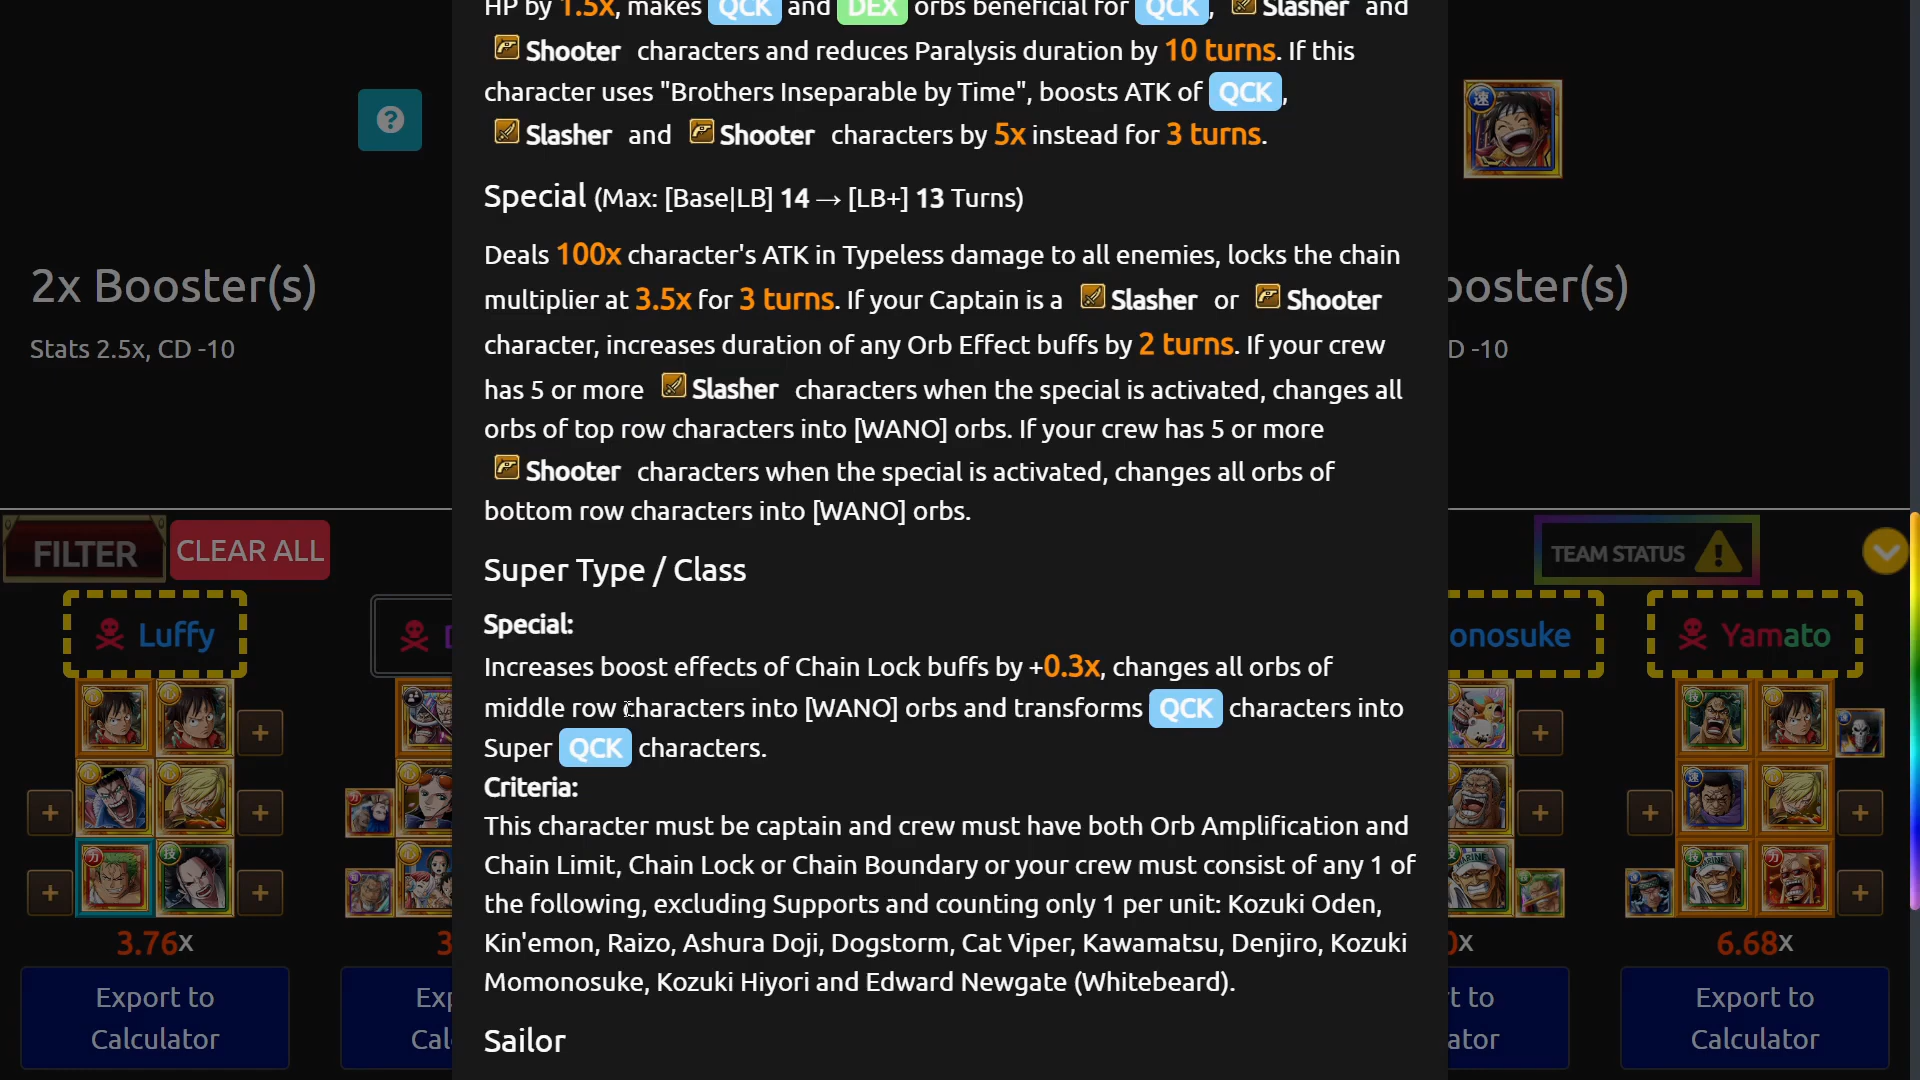 HP by 1.5x, makes QCK and DEX orbs beneficial for QCK, Slasher and
Shooter characters and reduces Paralysis duration by 10 turns. If this
character uses "Brothers Inseparable by Time", boosts ATK of QCK,
Slasher and Shooter characters by 5x instead for 3 turns.
Special (Max: [Base|LB] 14 → [LB+] 13 Turns)
Deals 100x character's ATK in Typeless damage to all enemies, locks the chain
multiplier at 3.5x for 3 turns. If your Captain is a Slasher or Shooter
character, increases duration of any Orb Effect buffs by 2 turns. If your crew
has 5 or more Slasher characters when the special is activated, changes all
orbs of top row characters into [WANO] orbs. If your crew has 5 or more
Shooter characters when the special is activated, changes all orbs of
bottom row characters into [WANO] orbs.
Super Type / Class
Special:
Increases boost effects of Chain Lock buffs by +0.3x, changes all orbs of
middle row characters into [WANO] orbs and transforms QCK characters into
Super QCK characters.
Criteria:
This character must be captain and crew must have both Orb Amplification and
Chain Limit, Chain Lock or Chain Boundary or your crew must consist of any 1 of
the following, excluding Supports and counting only 1 per unit: Kozuki Oden,
Kin'emon, Raizo, Ashura Doji, Dogstorm, Cat Viper, Kawamatsu, Denjiro, Kozuki
Momonosuke, Kozuki Hiyori and Edward Newgate (Whitebeard).
Sailor
?
2x Booster(s)
Stats 2.5x, CD -10
ooster(s)
D -10
FILTER
CLEAR ALL
TEAM STATUS
Luffy
onosuke
Yamato
3.76x
3
0x
6.68x
Export to
Calculator
Exp
Cal
t to
ator
Export to
Calculator